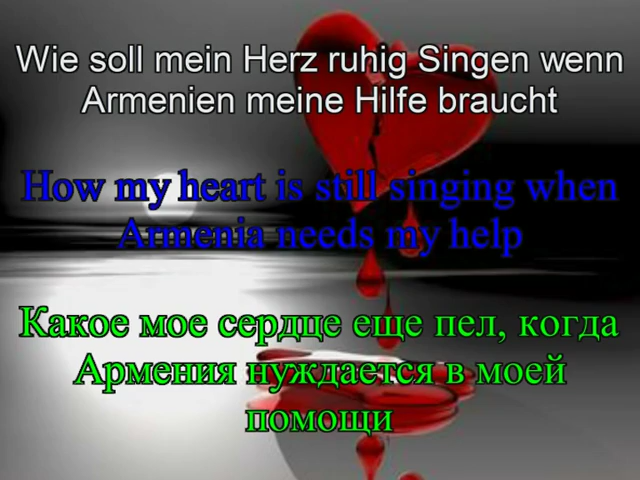 Wie soll mein Herz ruhig Singen wenn
Armenien meine Hilfe braucht
How my heart is still singing when
Armenia needs my help
Какое мое сердце еще пел, когда
Армения нуждается в моей
помощи